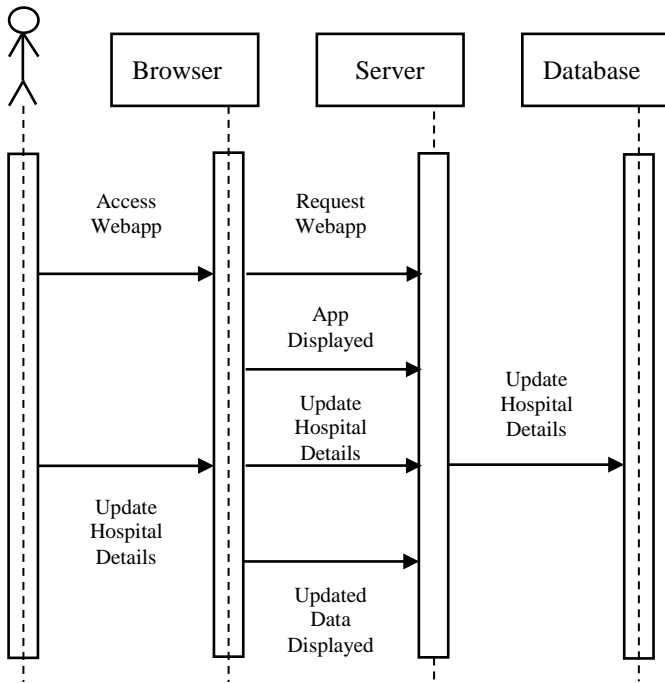 Browser
Server
Database
Access
Webapp
Request
Webapp
App
Displayed
Update
Hospital
Details
Update
Hospital
Details
Update
Hospital
Details
Updated
Data
Displayed